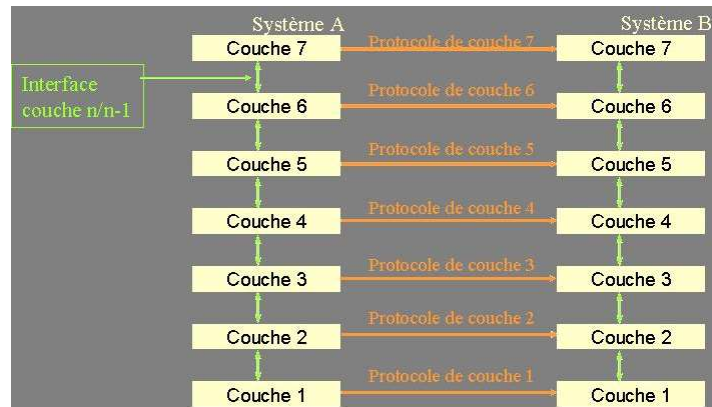 Système A
Système B
Couche 7
Protocole de couche 7
Couche 7
Interface
couche n/n-1
Couche 6
Protocole de couche 6
Couche 6
Couche 5
Protocole de couche 5
Couche 5
Couche 4
Protocole de couche 4
Couche 4
Couche 3
Protocole de couche 3
Couche 3
Couche 2
Protocole de couche 2
Couche 2
Couche 1
Protocole de couche 1
Couche 1